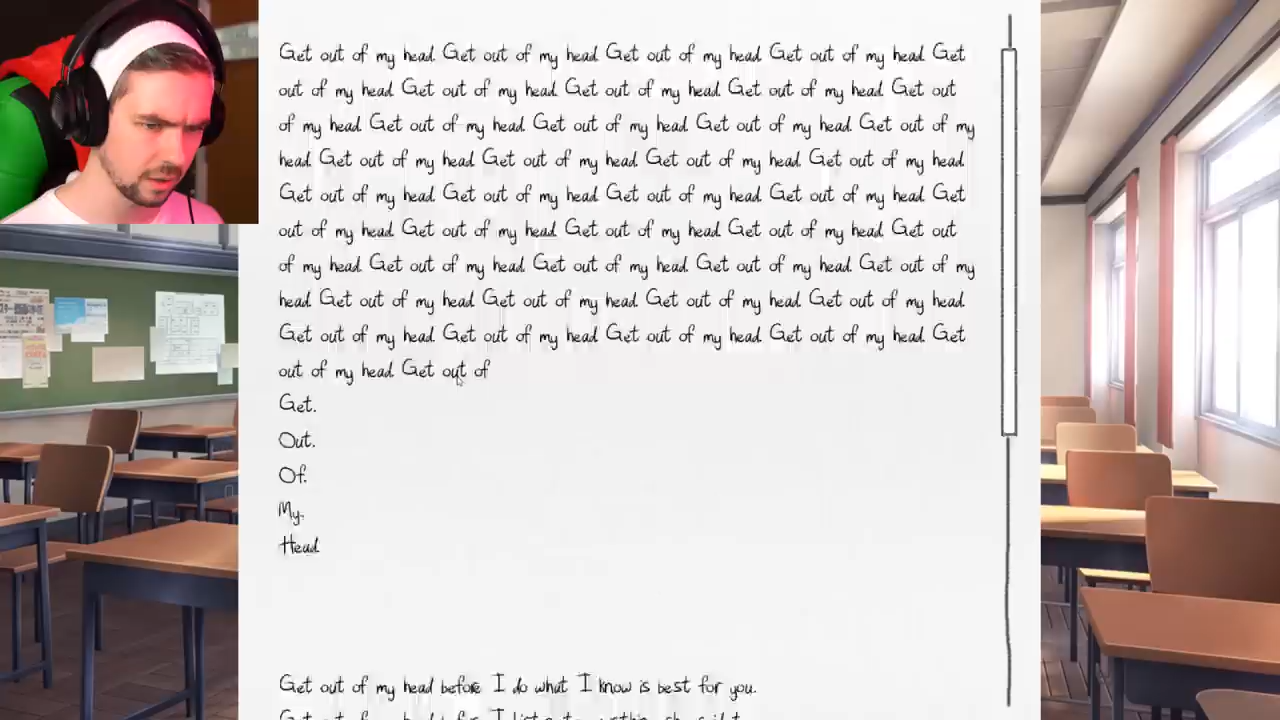 Get out of my head Get out of my head Get out of my head Get out of my head Get
out of my head Get out of my head Get out of my head Get out of my head Get out
of my head Get out of my head Get out of my head Get out of my head Get out of my
head Get out of my head Get out of my head Get out of my head Get out of my head
Get out of my head Get out of my head Get out of my head Get out of my head Get
out of my head Get out of my head Get out of my head Get out of my head Get out
of my head Get out of my head Get out of my head Get out of my head Get out of my
head Get out of my head Get out of my head Get out of my head Get out of my head
Get out of my head Get out of my head Get out of my head Get out of my head Get
out of my head Get out of
Get.
Out.
Of.
My.
Head.
Get out of my head before I do what I know is best for you.
Get out of my head before I listen to